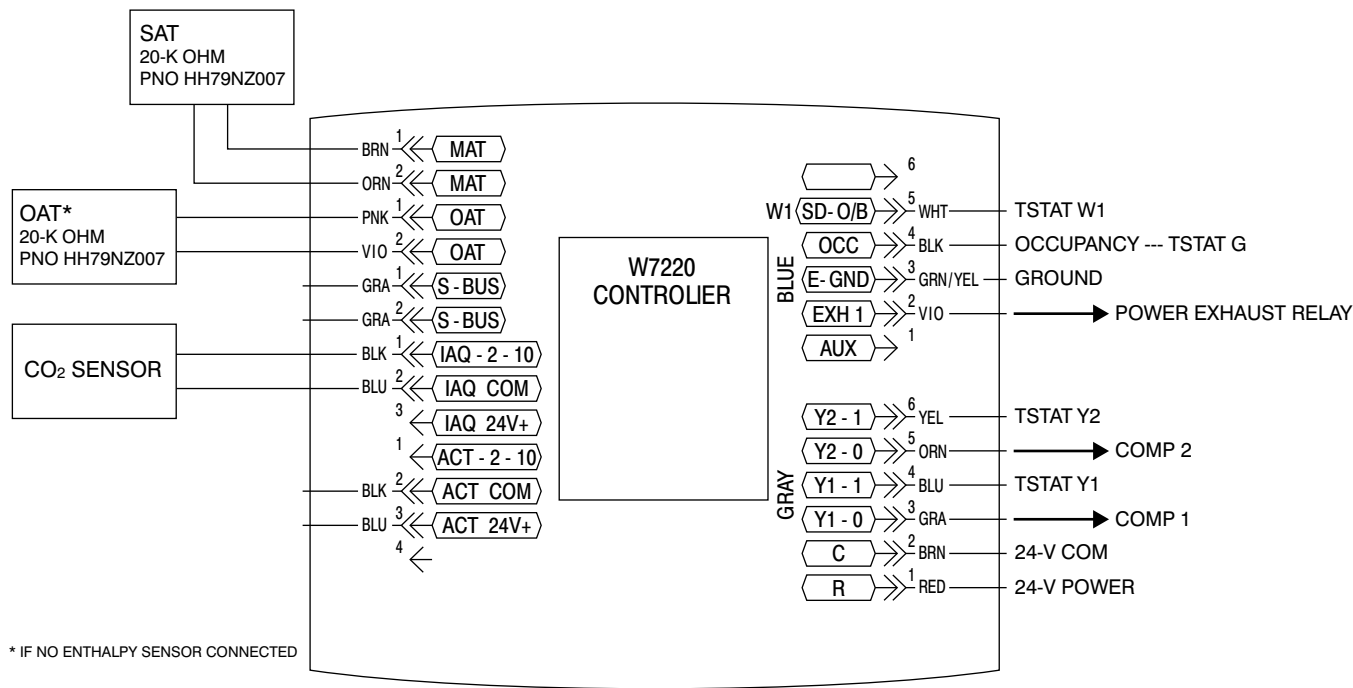 SAT
20-K OHM
PNO HH79NZ007
OAT*
20-K OHM
PNO HH79NZ007
CO2 SENSOR
BRN 1 MAT
ORN 2 MAT
PNK 1 OAT
VIO 2 OAT
GRA 1 S-BUS
GRA 2 S-BUS
BLK 1 IAQ - 2 - 10
BLU 2 IAQ COM
3 IAQ 24V+
1 ACT - 2 - 10
BLK 2 ACT COM
BLU 3 ACT 24V+
4
W7220
CONTROLIER
BLUE
6
W1 SD- O/B 5 WHT TSTAT W1
OCC 4 BLK OCCUPANCY --- TSTAT G
E- GND 3 GRN/YEL GROUND
EXH 1 2 VIO POWER EXHAUST RELAY
AUX 1
GRAY
Y2 - 1 6 YEL TSTAT Y2
Y2 - 0 5 ORN COMP 2
Y1 - 1 4 BLU TSTAT Y1
Y1 - 0 3 GRA COMP 1
C 2 BRN 24-V COM
R 1 RED 24-V POWER
* IF NO ENTHALPY SENSOR CONNECTED